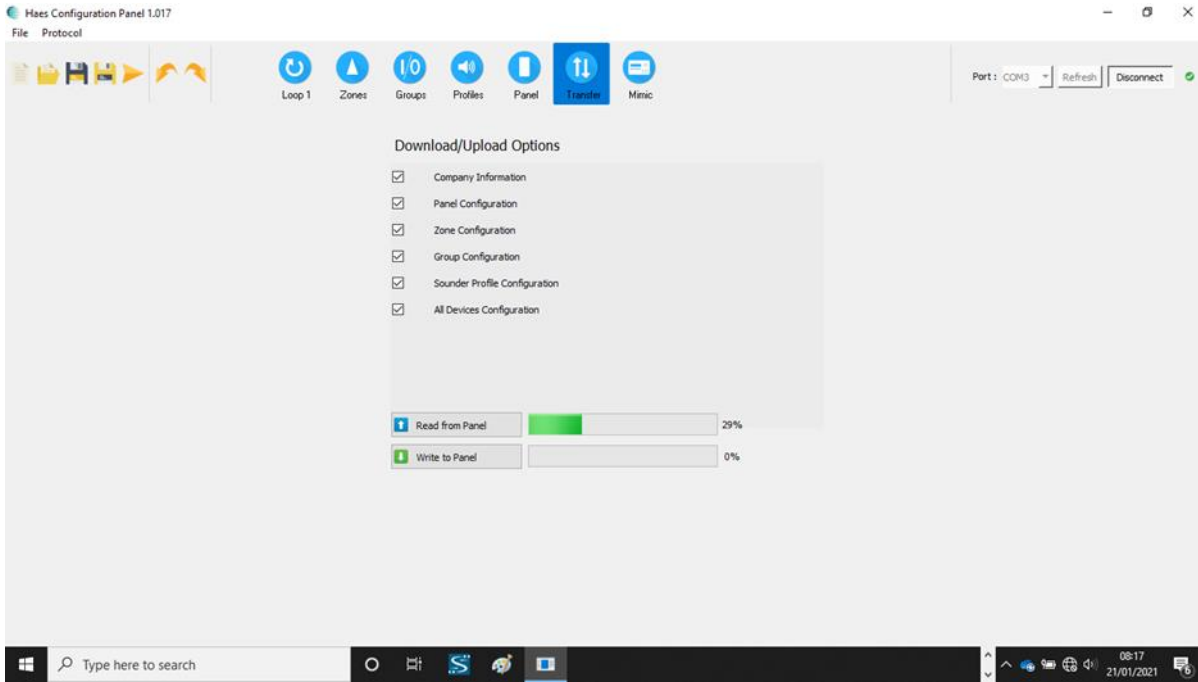 Haes Configuration Panel 1.017
File Protocol
Loop 1 Zones I/O Groups Profiles Panel Transfer Mimic
Port : COM3 Refresh Disconnect
Download/Upload Options
Company Information
Panel Configuration
Zone Configuration
Group Configuration
Sounder Profile Configuration
All Devices Configuration
Read from Panel 29%
Write to Panel 0%
Type here to search
08:17
21/01/2021
6